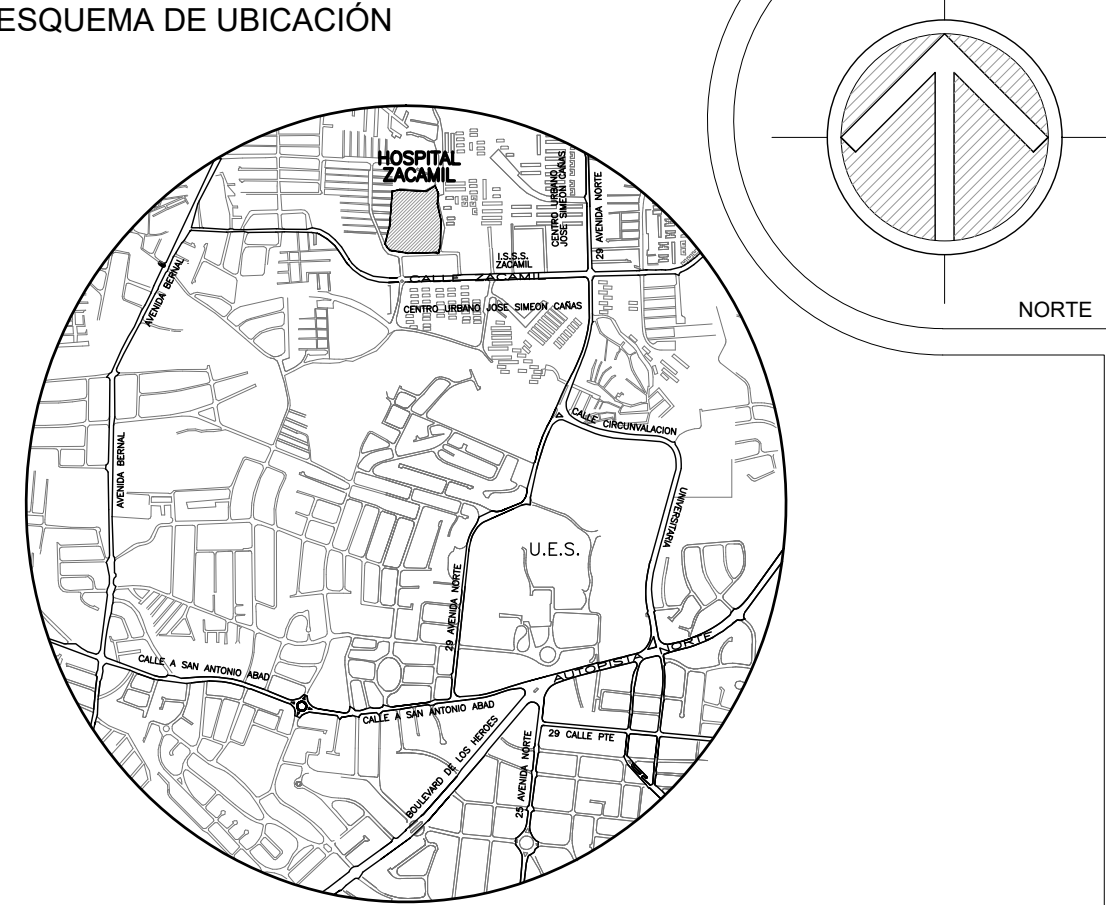 ESQUEMA DE UBICACIÓN
NORTE
HOSPITAL
ZACAMIL
CENTRO URBANO
JOSE SIMEON CAÑAS
29 AVENIDA NORTE
I.S.S.S.
ZACAMIL
CALLE ZACAMIL
AVENIDA BERNAL
CENTRO URBANO JOSE SIMEON CAÑAS
CALLE CIRCUNVALACION
AVENIDA BERNAL
UNIVERSITARIA
U.E.S.
29 AVENIDA NORTE
AUTOPISTA NORTE
CALLE A SAN ANTONIO ABAD
CALLE A SAN ANTONIO ABAD
BOULEVARD DE LOS HEROES
29 CALLE PTE
25 AVENIDA NORTE